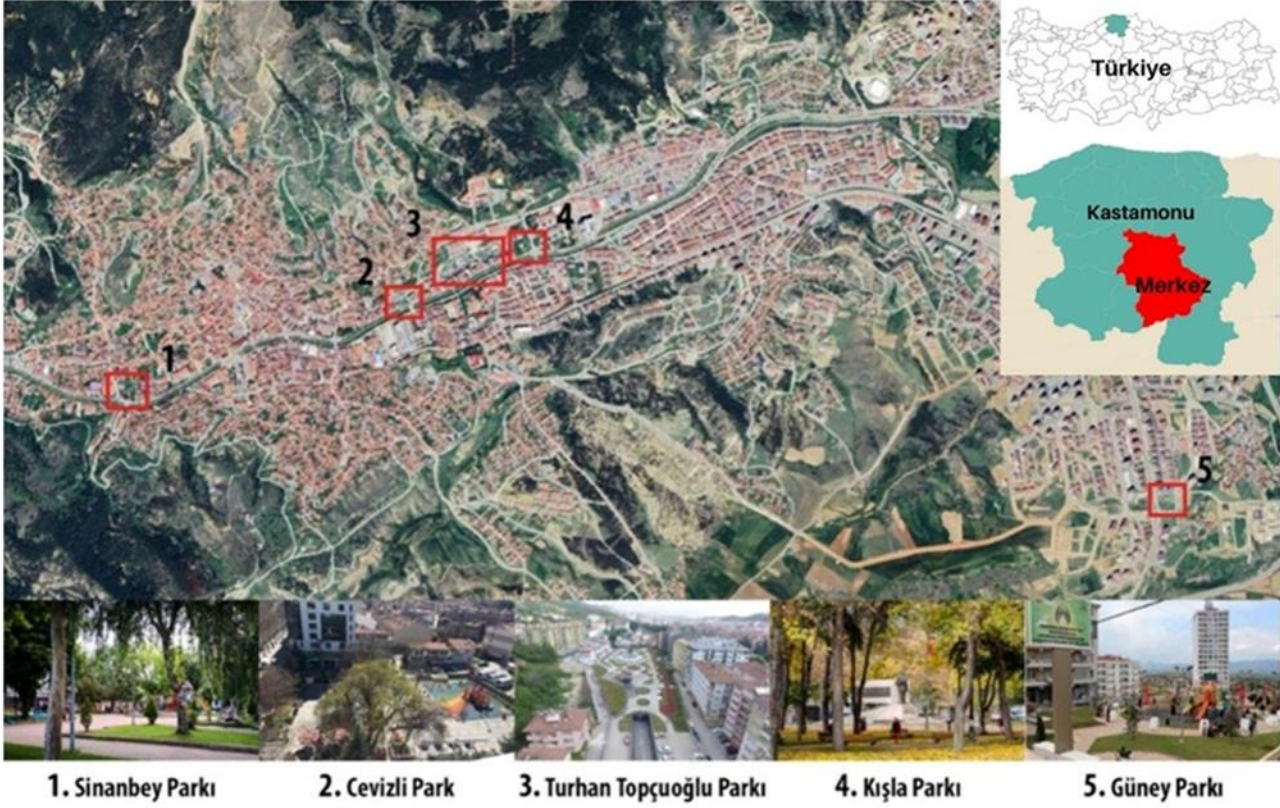 Türkiye
Kastamonu
Merkez
3
4
2
1
5
1. Sinanbey Parkı
2. Cevizli Park
3. Turhan Topçuoğlu Parkı
4. Kışla Parkı
5. Güney Parkı